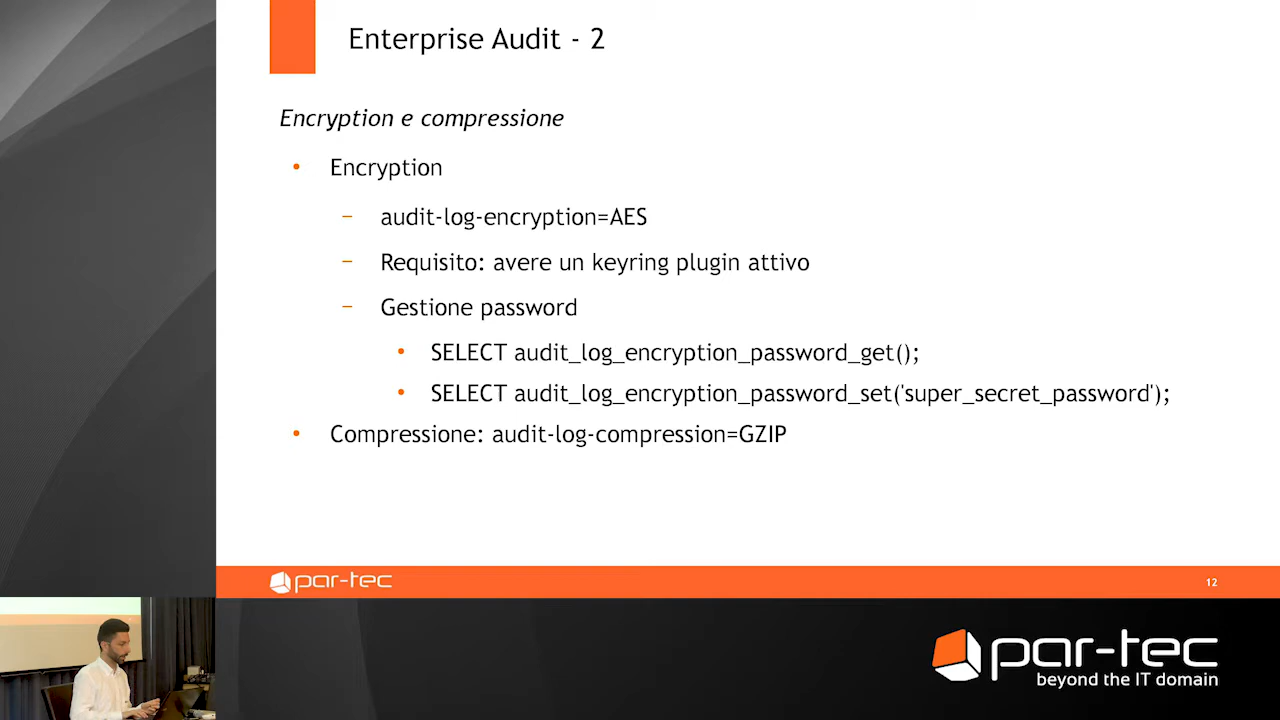 Enterprise Audit - 2
Encryption e compressione
• Encryption
– audit-log-encryption=AES
– Requisito: avere un keyring plugin attivo
– Gestione password
• SELECT audit_log_encryption_password_get();
• SELECT audit_log_encryption_password_set('super_secret_password');
• Compressione: audit-log-compression=GZIP
par-tec
12
par-tec
beyond the IT domain